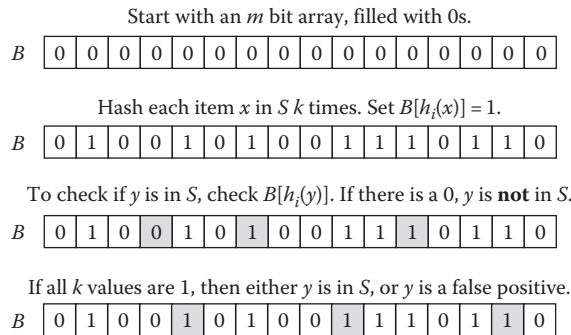 Start with an m bit array, filled with 0s.
B 0 0 0 0 0 0 0 0 0 0 0 0 0 0 0 0
Hash each item x in S k times. Set B[hᵢ(x)] = 1.
B 0 1 0 0 1 0 1 0 0 1 1 1 0 1 1 0
To check if y is in S, check B[hᵢ(y)]. If there is a 0, y is not in S.
B 0 1 0 0 1 0 1 0 0 1 1 1 0 1 1 0
If all k values are 1, then either y is in S, or y is a false positive.
B 0 1 0 0 1 0 1 0 0 1 1 1 0 1 1 0